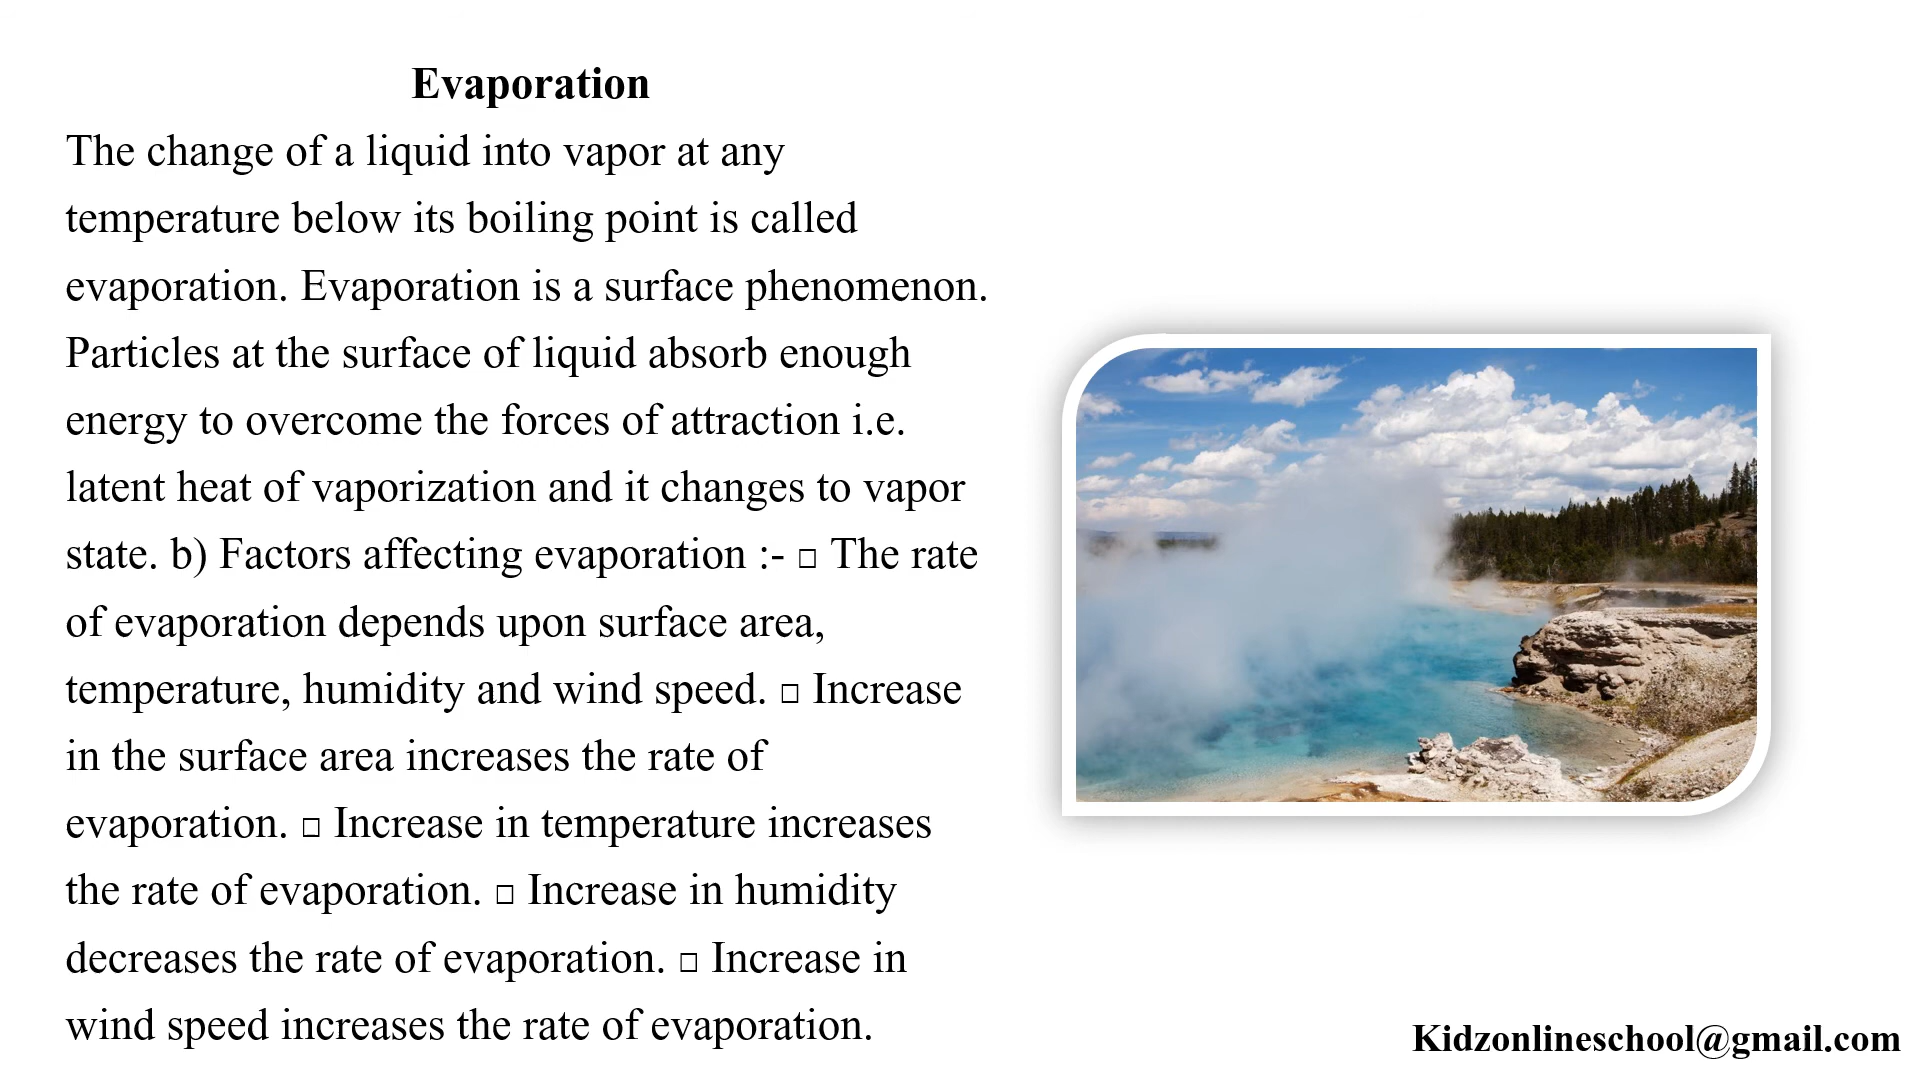 Evaporation
The change of a liquid into vapor at any
temperature below its boiling point is called
evaporation. Evaporation is a surface phenomenon.
Particles at the surface of liquid absorb enough
energy to overcome the forces of attraction i.e.
latent heat of vaporization and it changes to vapor
state. b) Factors affecting evaporation :- □ The rate
of evaporation depends upon surface area,
temperature, humidity and wind speed. □ Increase
in the surface area increases the rate of
evaporation. □ Increase in temperature increases
the rate of evaporation. □ Increase in humidity
decreases the rate of evaporation. □ Increase in
wind speed increases the rate of evaporation.
Kidzonlineschool@gmail.com